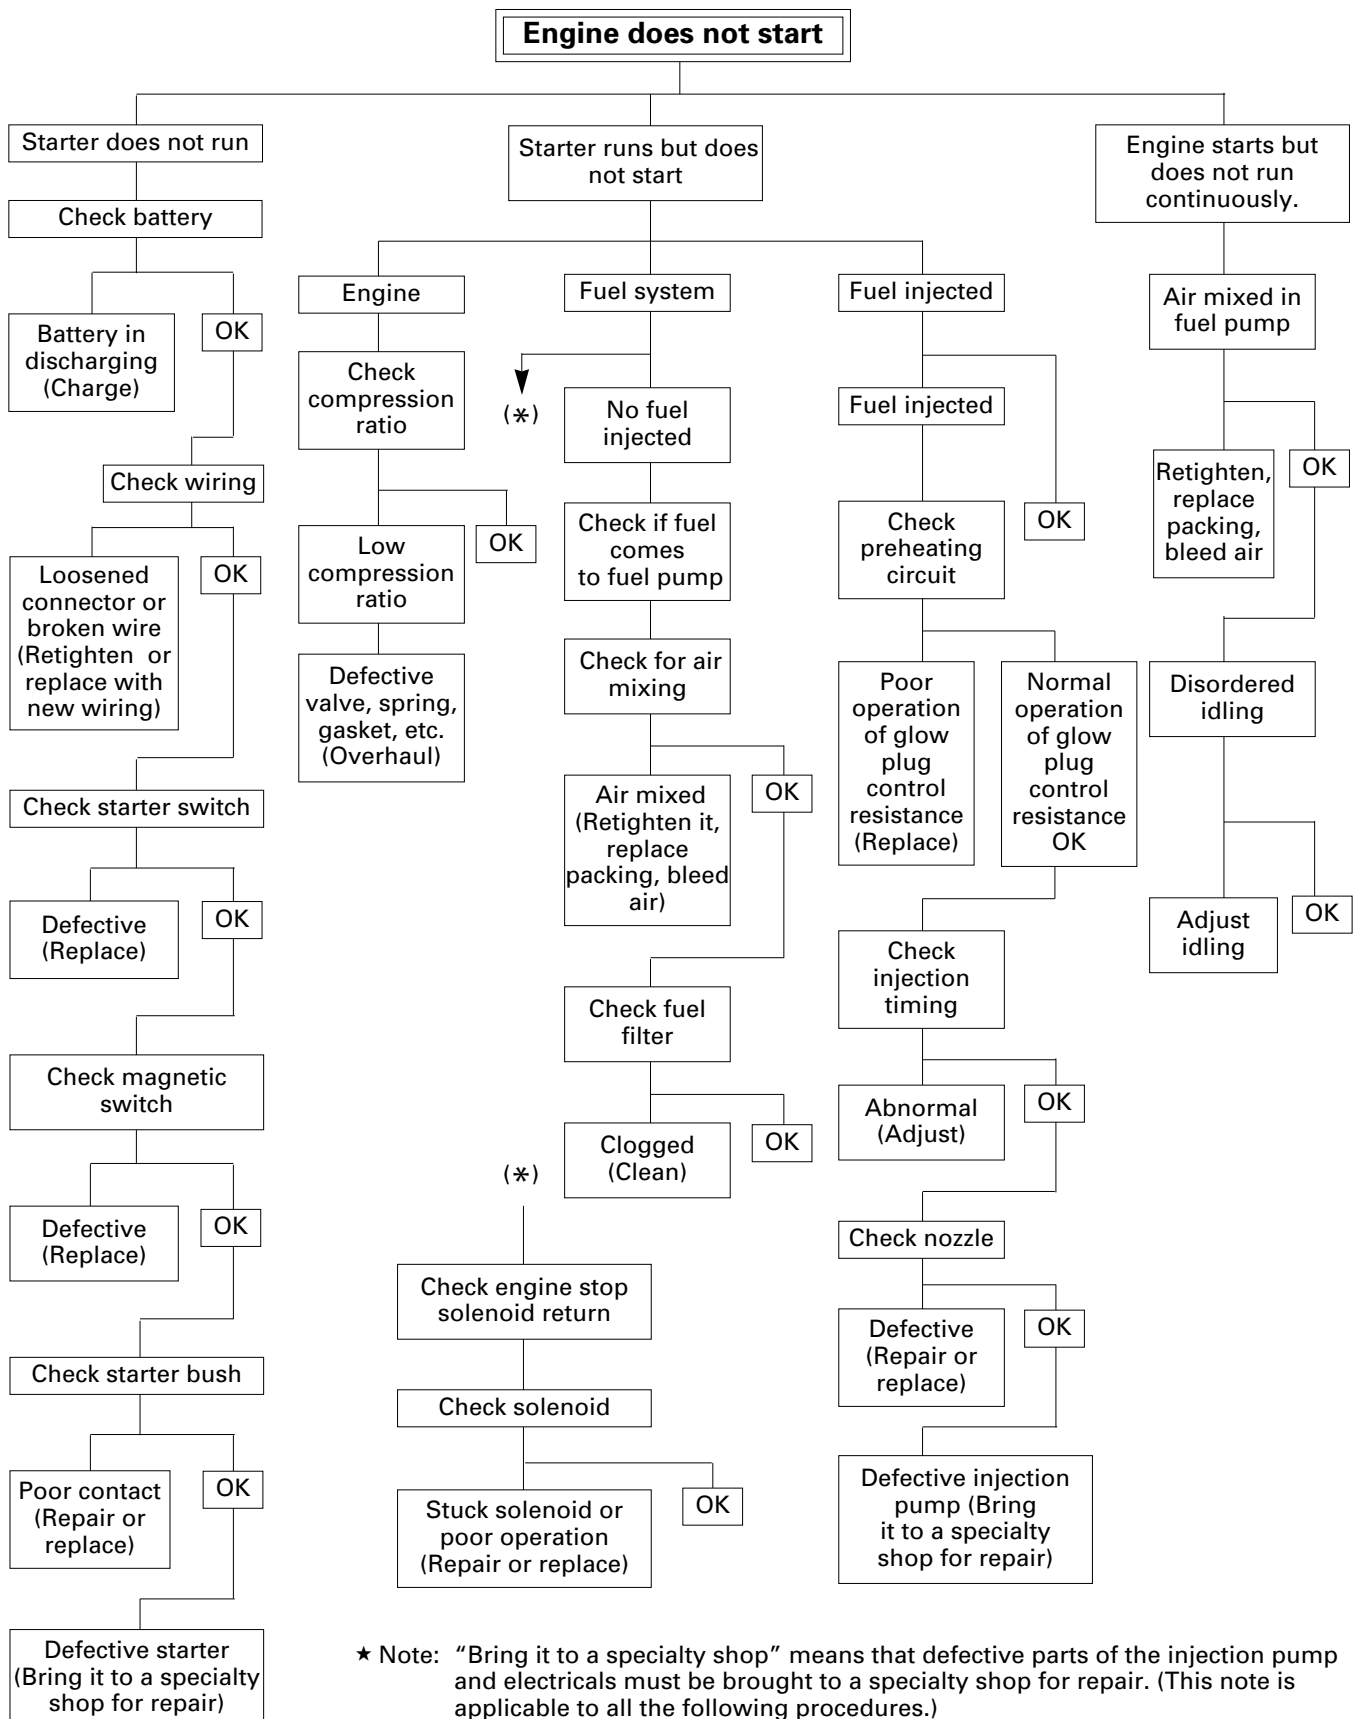 Engine does not start
Starter does not run
Check battery
Battery in
discharging
(Charge)
OK
Check wiring
Loosened
connector or
broken wire
(Retighten or
replace with
new wiring)
OK
Check starter switch
Defective
(Replace)
OK
Check magnetic
switch
Defective
(Replace)
OK
Check starter bush
Poor contact
(Repair or
replace)
OK
Defective starter
(Bring it to a specialty
shop for repair)
Starter runs but does
not start
Engine
Check
compression
ratio
Low
compression
ratio
OK
Defective
valve, spring,
gasket, etc.
(Overhaul)
Fuel system
(*)
No fuel
injected
Check if fuel
comes
to fuel pump
Check for air
mixing
Air mixed
(Retighten it,
replace
packing, bleed
air)
OK
Check fuel
filter
Clogged
(Clean)
OK
(*)
Check engine stop
solenoid return
Check solenoid
Stuck solenoid or
poor operation
(Repair or replace)
OK
Fuel injected
Fuel injected
OK
Check
preheating
circuit
Poor
operation
of glow
plug
control
resistance
(Replace)
Normal
operation
of glow
plug
control
resistance
OK
Check
injection
timing
Abnormal
(Adjust)
OK
Check nozzle
Defective
(Repair or
replace)
OK
Defective injection
pump (Bring
it to a specialty
shop for repair)
Engine starts but
does not run
continuously.
Air mixed in
fuel pump
Retighten,
replace
packing,
bleed air
OK
Disordered
idling
Adjust
idling
OK
★ Note: “Bring it to a specialty shop” means that defective parts of the injection pump
and electricals must be brought to a specialty shop for repair. (This note is
applicable to all the following procedures.)